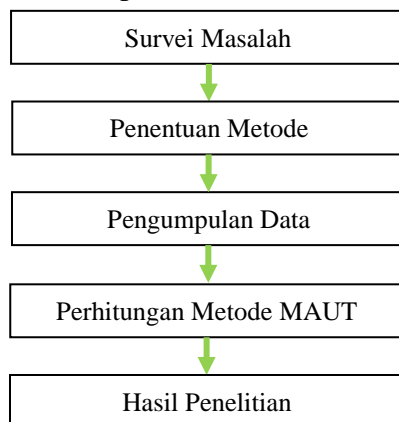 Survei Masalah
Penentuan Metode
Pengumpulan Data
Perhitungan Metode MAUT
Hasil Penelitian